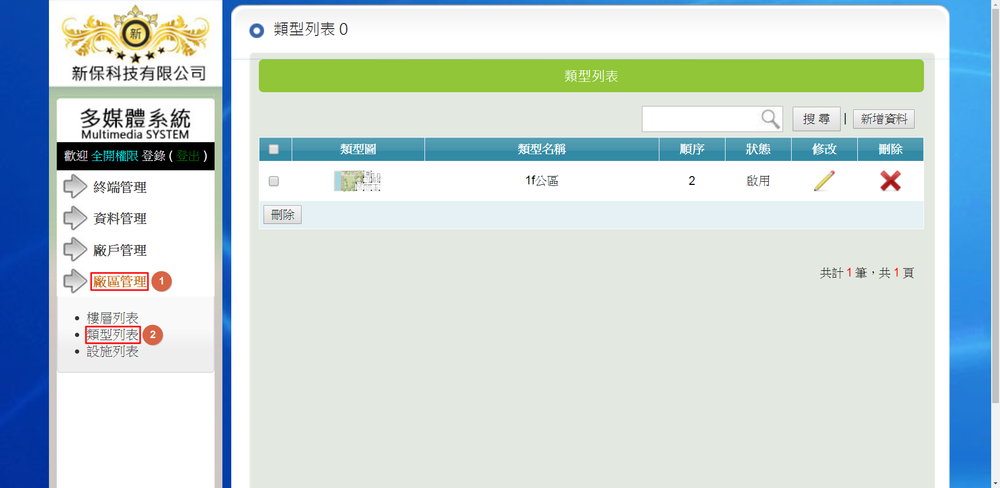 新
新保科技有限公司
多媒體系統
Multimedia SYSTEM
歡迎 全開權限 登錄 ( 登出 )
終端管理
資料管理
廠戶管理
廠區管理 1
樓層列表
類型列表 2
設施列表
類型列表 0
類型列表
搜 尋 | 新增資料
類型圖 類型名稱 順序 狀態 修改 刪除
1f公區 2 啟用
刪除
共計 1 筆，共 1 頁